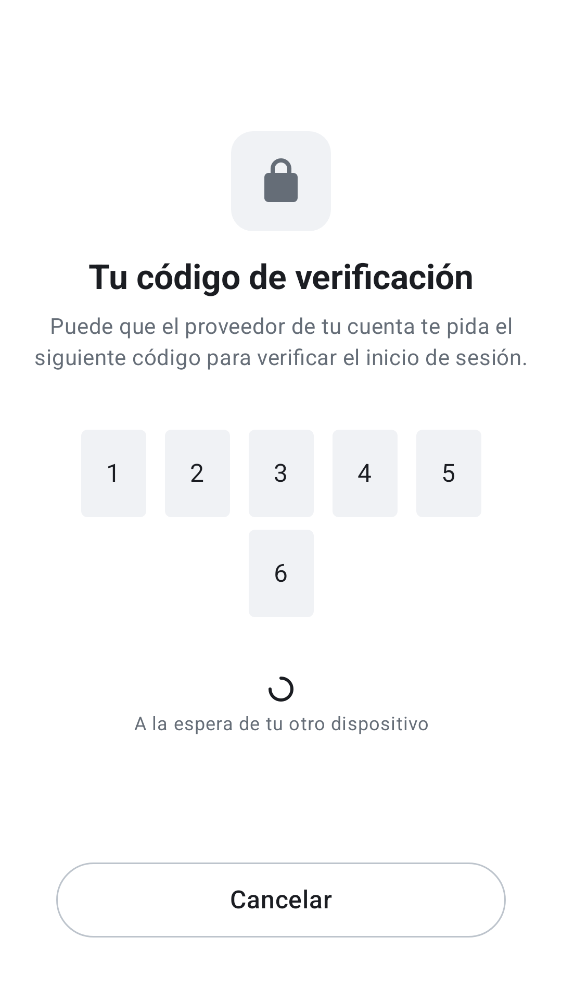 Tu código de verificación
Puede que el proveedor de tu cuenta te pida el
siguiente código para verificar el inicio de sesión.
1 2 3 4 5
6
A la espera de tu otro dispositivo
Cancelar